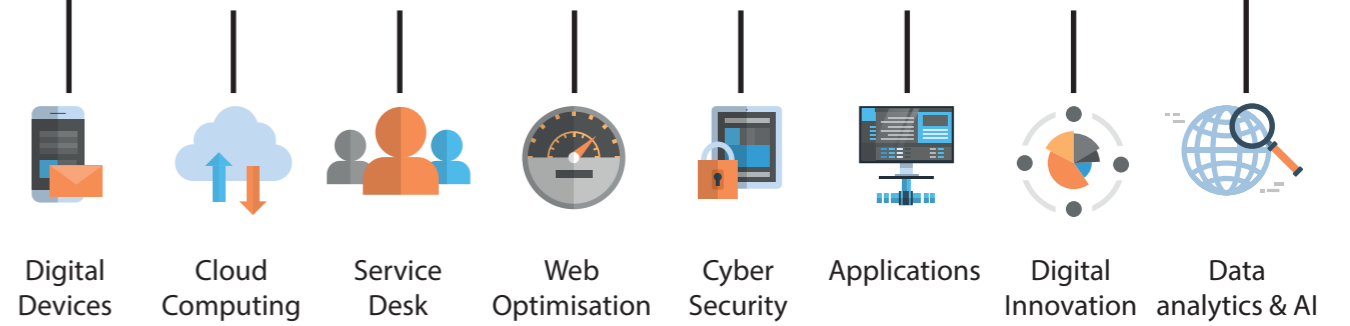 Digital
Devices
Cloud
Computing
Service
Desk
Web
Optimisation
Cyber
Security
Applications
Digital
Innovation
Data
analytics & AI